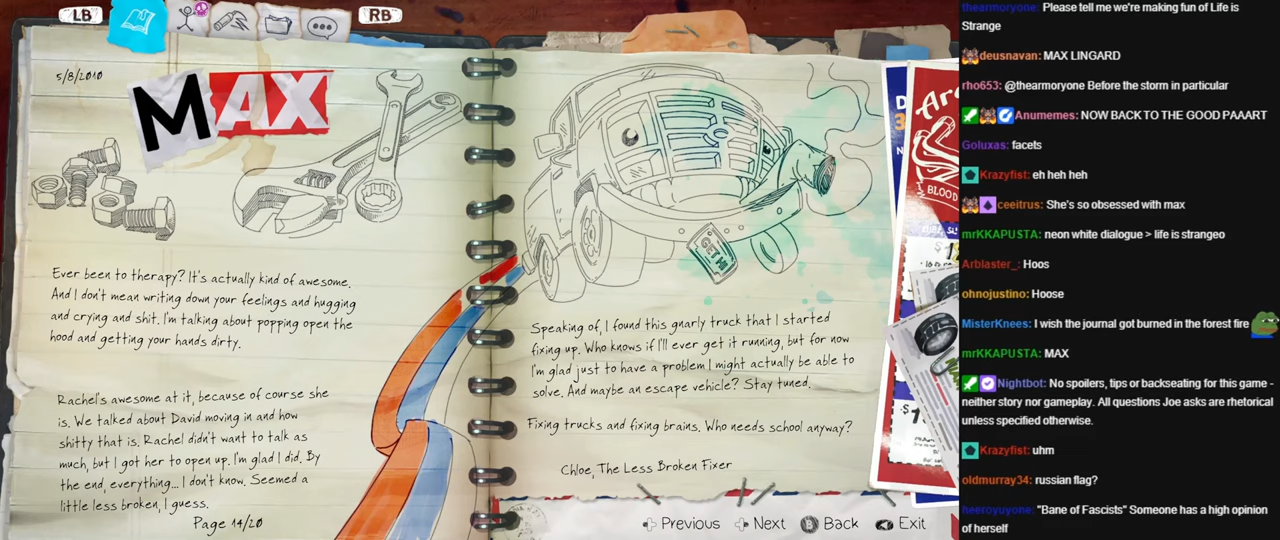 LB
RB
5/8/2010
MAX
Ever been to therapy? It's actually kind of awesome.
And I don't mean writing down your feelings and hugging
and crying and shit. I'm talking about popping open the
hood and getting your hands dirty.
Rachel's awesome at it, because of course she
is. We talked about David moving in and how
shitty that is. Rachel didn't want to talk as
much, but I got her to open up. I'm glad I did. By
the end, everything... I don't know. Seemed a
little less broken, I guess.
Page 14/20
Speaking of, I found this gnarly truck that I started
fixing up. Who knows if I'll ever get it running, but for now
I'm glad just to have a problem I might actually be able to
solve. And maybe an escape vehicle? Stay tuned.
Fixing trucks and fixing brains. Who needs school anyway?
Chloe, The Less Broken Fixer
BLOOD
Previous
Next
B Back
Exit
thearmoryone: Please tell me we're making fun of Life is
Strange
deusnavan: MAX LINGARD
rho653: @thearmoryone Before the storm in particular
Anumemes: NOW BACK TO THE GOOD PAAART
Goluxas: facets
Krazyfist: eh heh heh
ceeitrus: She's so obsessed with max
mrKKAPUSTA: neon white dialogue > life is strangeo
Arblaster_: Hoos
ohnojustino: Hoose
MisterKnees: I wish the journal got burned in the forest fire
mrKKAPUSTA: MAX
Nightbot: No spoilers, tips or backseating for this game -
neither story nor gameplay. All questions Joe asks are rhetorical
unless specified otherwise.
Krazyfist: uhm
oldmurray34: russian flag?
heeroyuyone: "Bane of Fascists" Someone has a high opinion
of herself